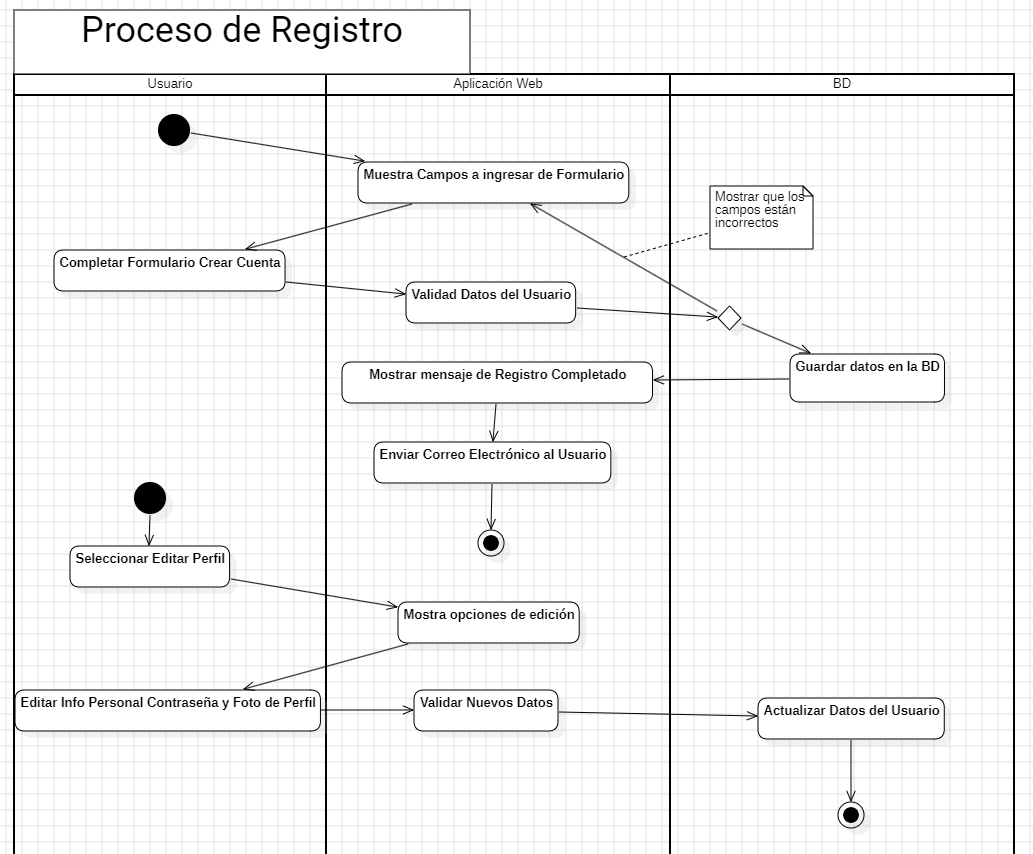 Proceso de Registro
Usuario
Aplicación Web
BD
Muestra Campos a ingresar de Formulario
Mostrar que los
campos están
incorrectos
Completar Formulario Crear Cuenta
Validad Datos del Usuario
Guardar datos en la BD
Mostrar mensaje de Registro Completado
Enviar Correo Electrónico al Usuario
Seleccionar Editar Perfil
Mostra opciones de edición
Editar Info Personal Contraseña y Foto de Perfil
Validar Nuevos Datos
Actualizar Datos del Usuario